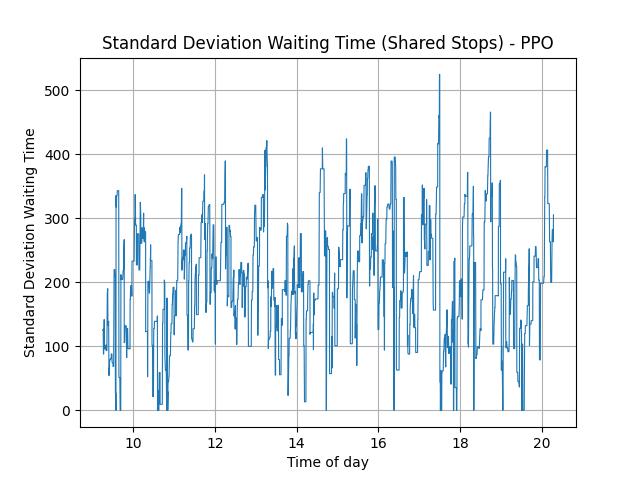 Standard Deviation Waiting Time (Shared Stops) - PPO
Standard Deviation Waiting Time
500
400
300
200
100
0
10 12 14 16 18 20
Time of day